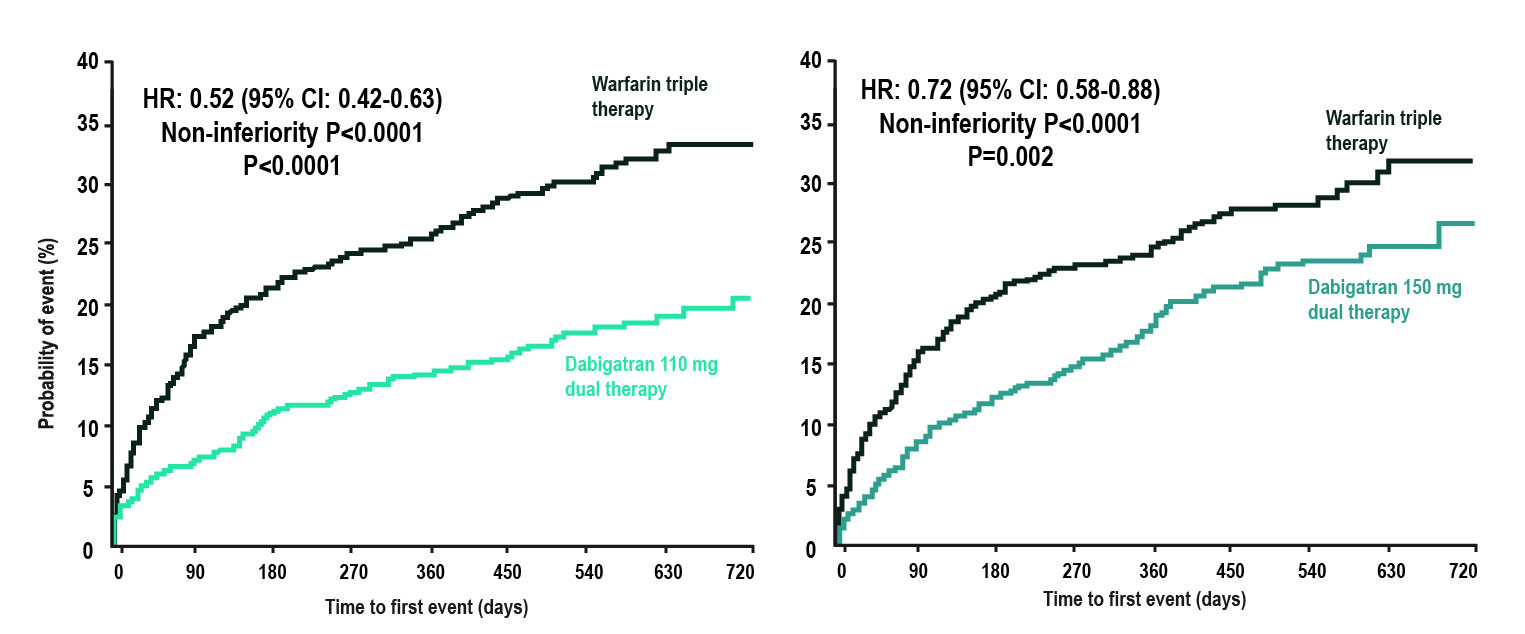 HR: 0.52 (95% CI: 0.42-0.63)
Non-inferiority P<0.0001
P<0.0001
Warfarin triple
therapy
Dabigatran 110 mg
dual therapy
Probability of event (%)
40
35
30
25
20
15
10
5
0
0 90 180 270 360 450 540 630 720
Time to first event (days)
HR: 0.72 (95% CI: 0.58-0.88)
Non-inferiority P<0.0001
P=0.002
Warfarin triple
therapy
Dabigatran 150 mg
dual therapy
40
35
30
25
20
15
10
5
0
0 90 180 270 360 450 540 630 720
Time to first event (days)